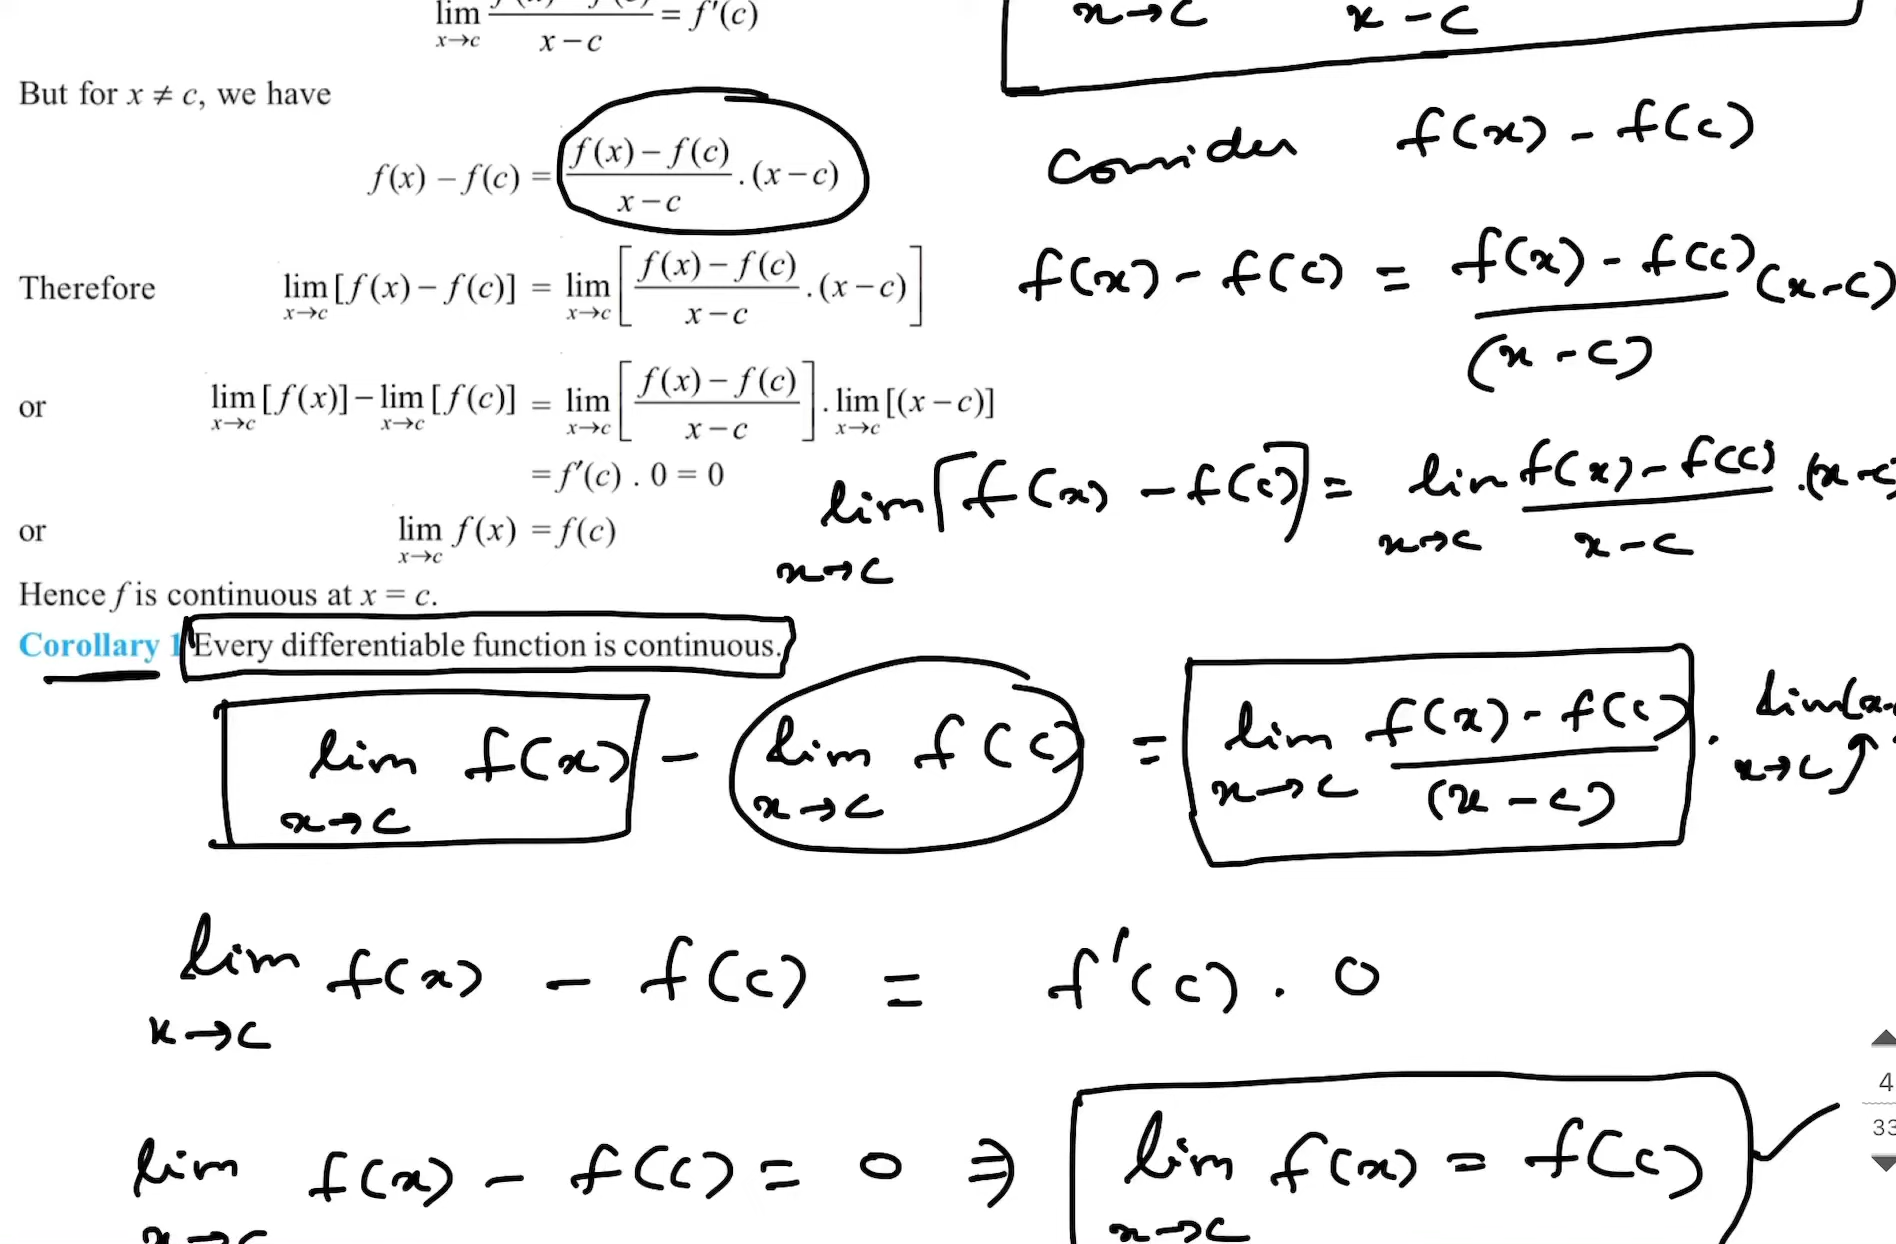 lim x→c f(x) – f(c) / x – c = f′(c)
But for x ≠ c, we have
f(x) – f(c) = f(x) – f(c) / x – c . (x – c)
Therefore lim x→c [f(x) – f(c)] = lim x→c [ f(x) – f(c) / x – c . (x – c) ]
or lim x→c [f(x)] – lim x→c [f(c)] = lim x→c [ f(x) – f(c) / x – c ] . lim x→c [(x – c)]
= f′(c) . 0 = 0
or lim x→c f(x) = f(c)
Hence f is continuous at x = c.
Corollary 1 Every differentiable function is continuous.
x→c x – c
Consider f(x) – f(c)
f(x) – f(c) = f(x) – f(c) / (x – c) (x – c)
lim x→c [f(x) – f(c)] = lim x→c f(x) – f(c) / x – c .(x – c
lim x→c f(x) – lim x→c f(c) = lim x→c f(x) – f(c) / (x – c) . lim x→c (x –
lim x→c f(x) – f(c) = f′(c) . 0
lim x→c f(x) – f(c) = 0 ⇒ lim x→c f(x) = f(c)
4
33